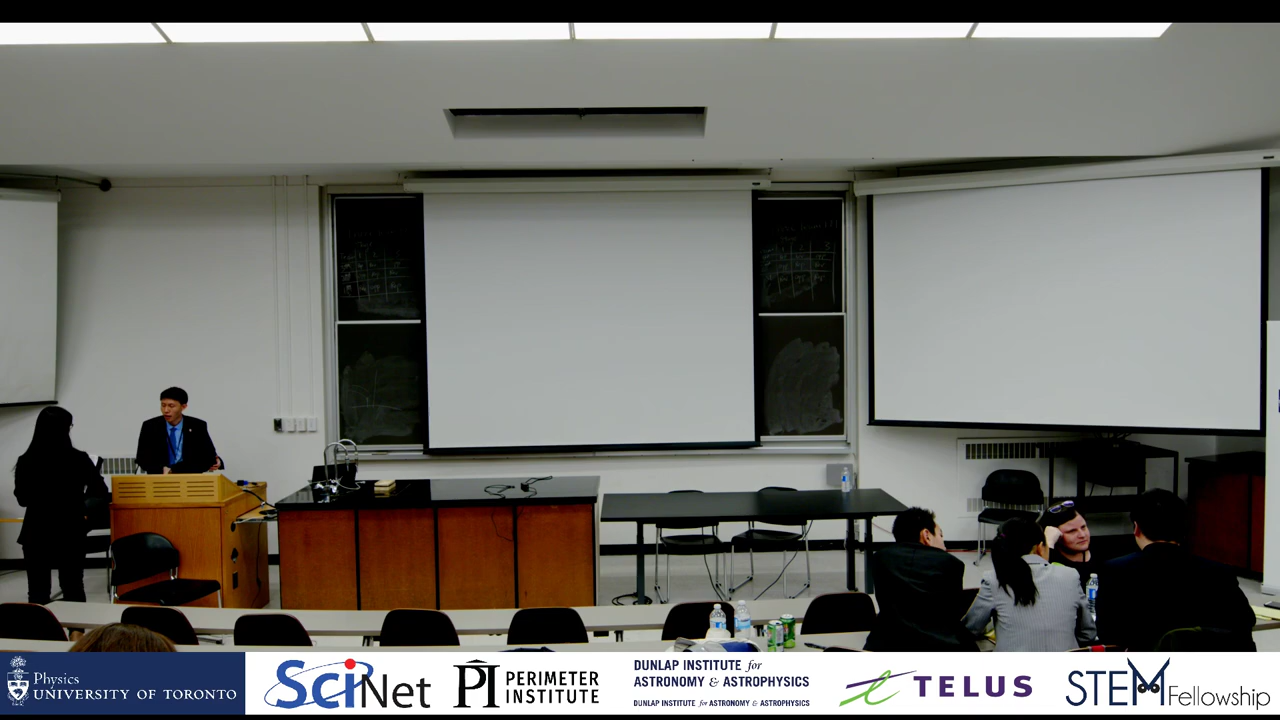 Physics
UNIVERSITY OF TORONTO
SciNet
PI PERIMETER
INSTITUTE
DUNLAP INSTITUTE for
ASTRONOMY & ASTROPHYSICS
DUNLAP INSTITUTE for ASTRONOMY & ASTROPHYSICS
TELUS
STEM Fellowship